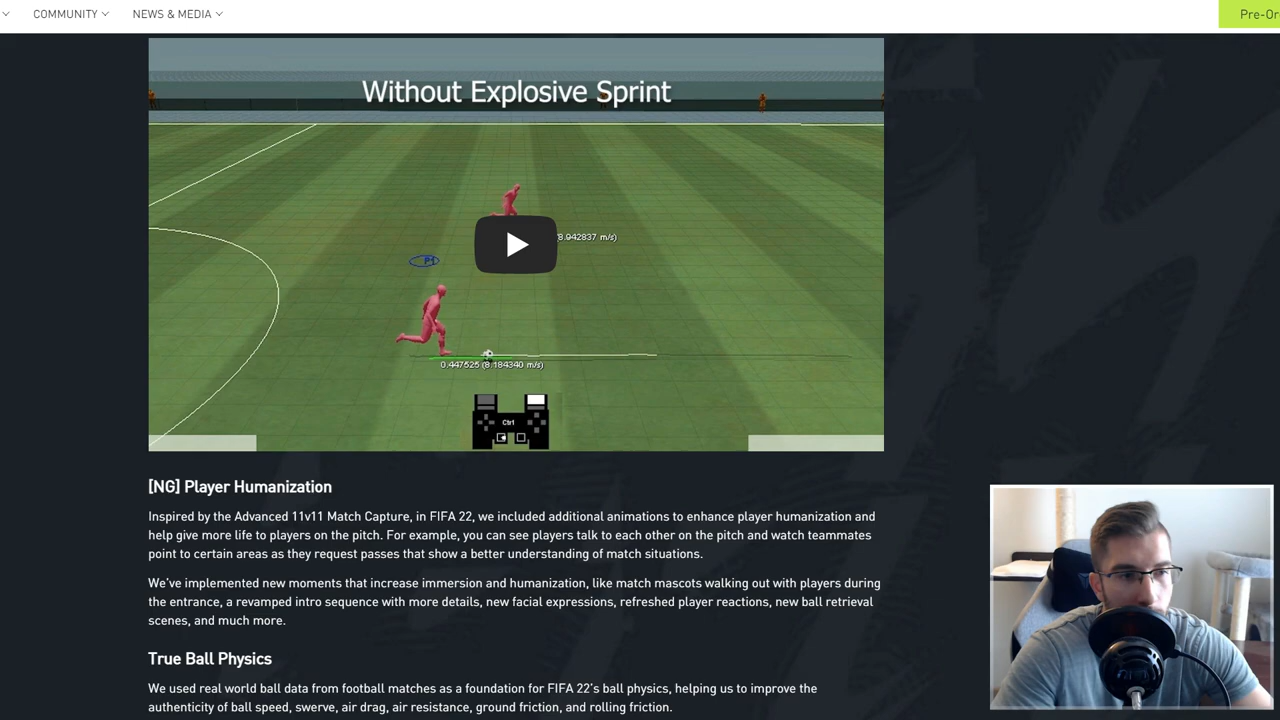 COMMUNITY NEWS & MEDIA
Without Explosive Sprint
P1
0.447525 (8.184340 m/s)
Ctrl
[NG] Player Humanization
Inspired by the Advanced 11v11 Match Capture, in FIFA 22, we included additional animations to enhance player humanization and
help give more life to players on the pitch. For example, you can see players talk to each other on the pitch and watch teammates
point to certain areas as they request passes that show a better understanding of match situations.
We've implemented new moments that increase immersion and humanization, like match mascots walking out with players during
the entrance, a revamped intro sequence with more details, new facial expressions, refreshed player reactions, new ball retrieval
scenes, and much more.
True Ball Physics
We used real world ball data from football matches as a foundation for FIFA 22's ball physics, helping us to improve the
authenticity of ball speed, swerve, air drag, air resistance, ground friction, and rolling friction.